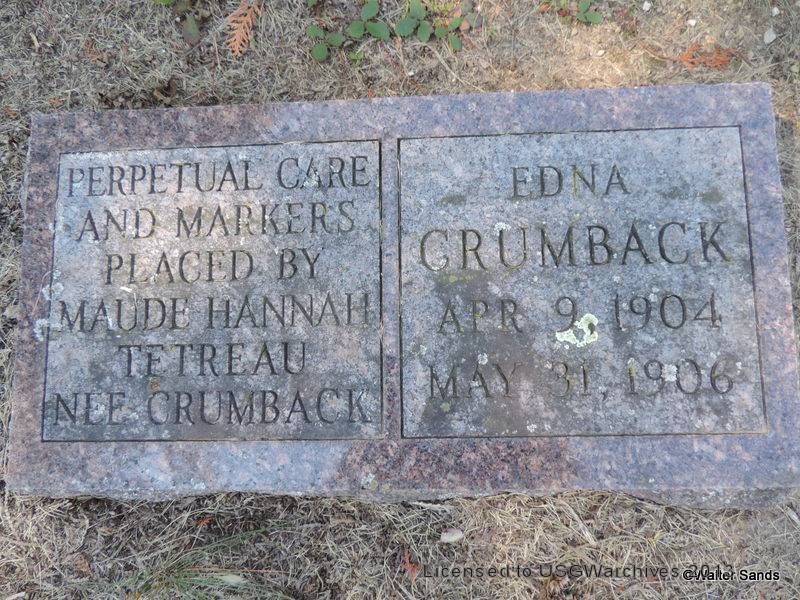 PERPETUAL CARE
AND MARKERS
PLACED BY
MAUDE HANNAH
TETREAU
NEE CRUMBACK
EDNA
CRUMBACK
APR 9, 1904
MAY 31, 1906
Licensed to USGWarchives 2013
©Walter Sands